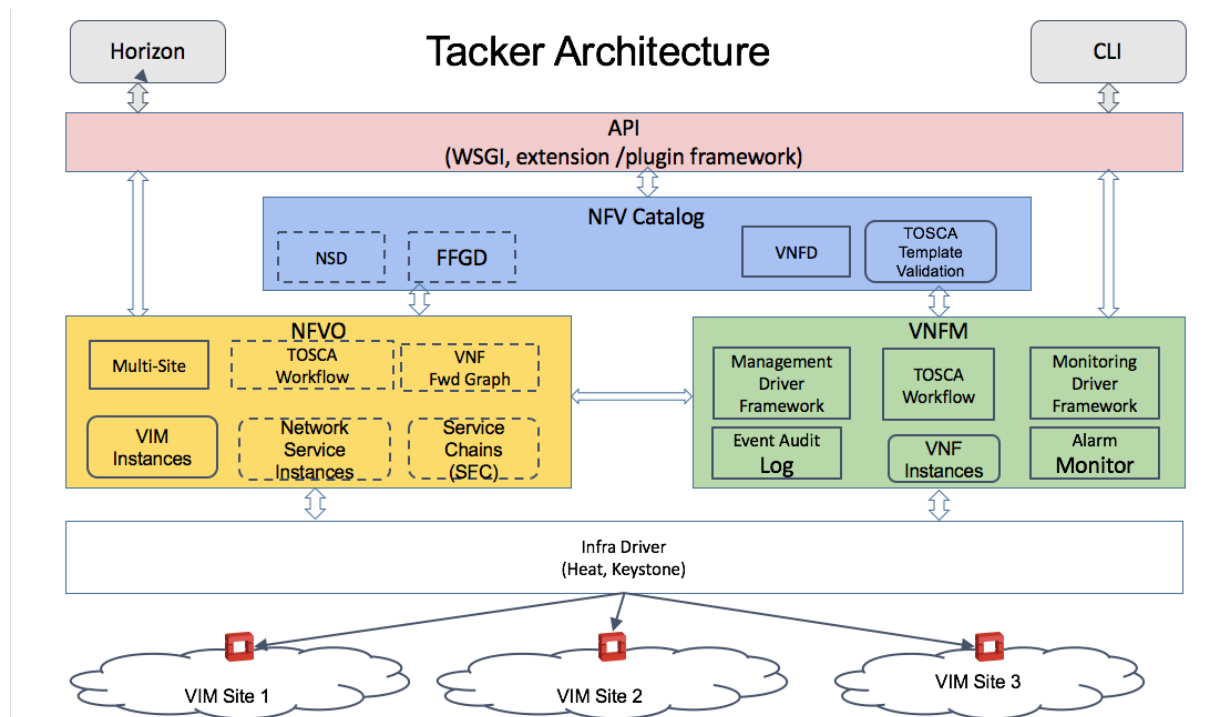 Horizon
Tacker Architecture
CLI
API
(WSGI, extension /plugin framework)
NFV Catalog
NSD
FFGD
VNFD
TOSCA
Template
Validation
NFVO
Multi-Site
TOSCA
Workflow
VNF
Fwd Graph
VIM
Instances
Network
Service
Instances
Service
Chains
(SEC)
VNFM
Management
Driver
Framework
TOSCA
Workflow
Monitoring
Driver
Framework
Event Audit
Log
VNF
Instances
Alarm
Monitor
Infra Driver
(Heat, Keystone)
VIM Site 1
VIM Site 2
VIM Site 3